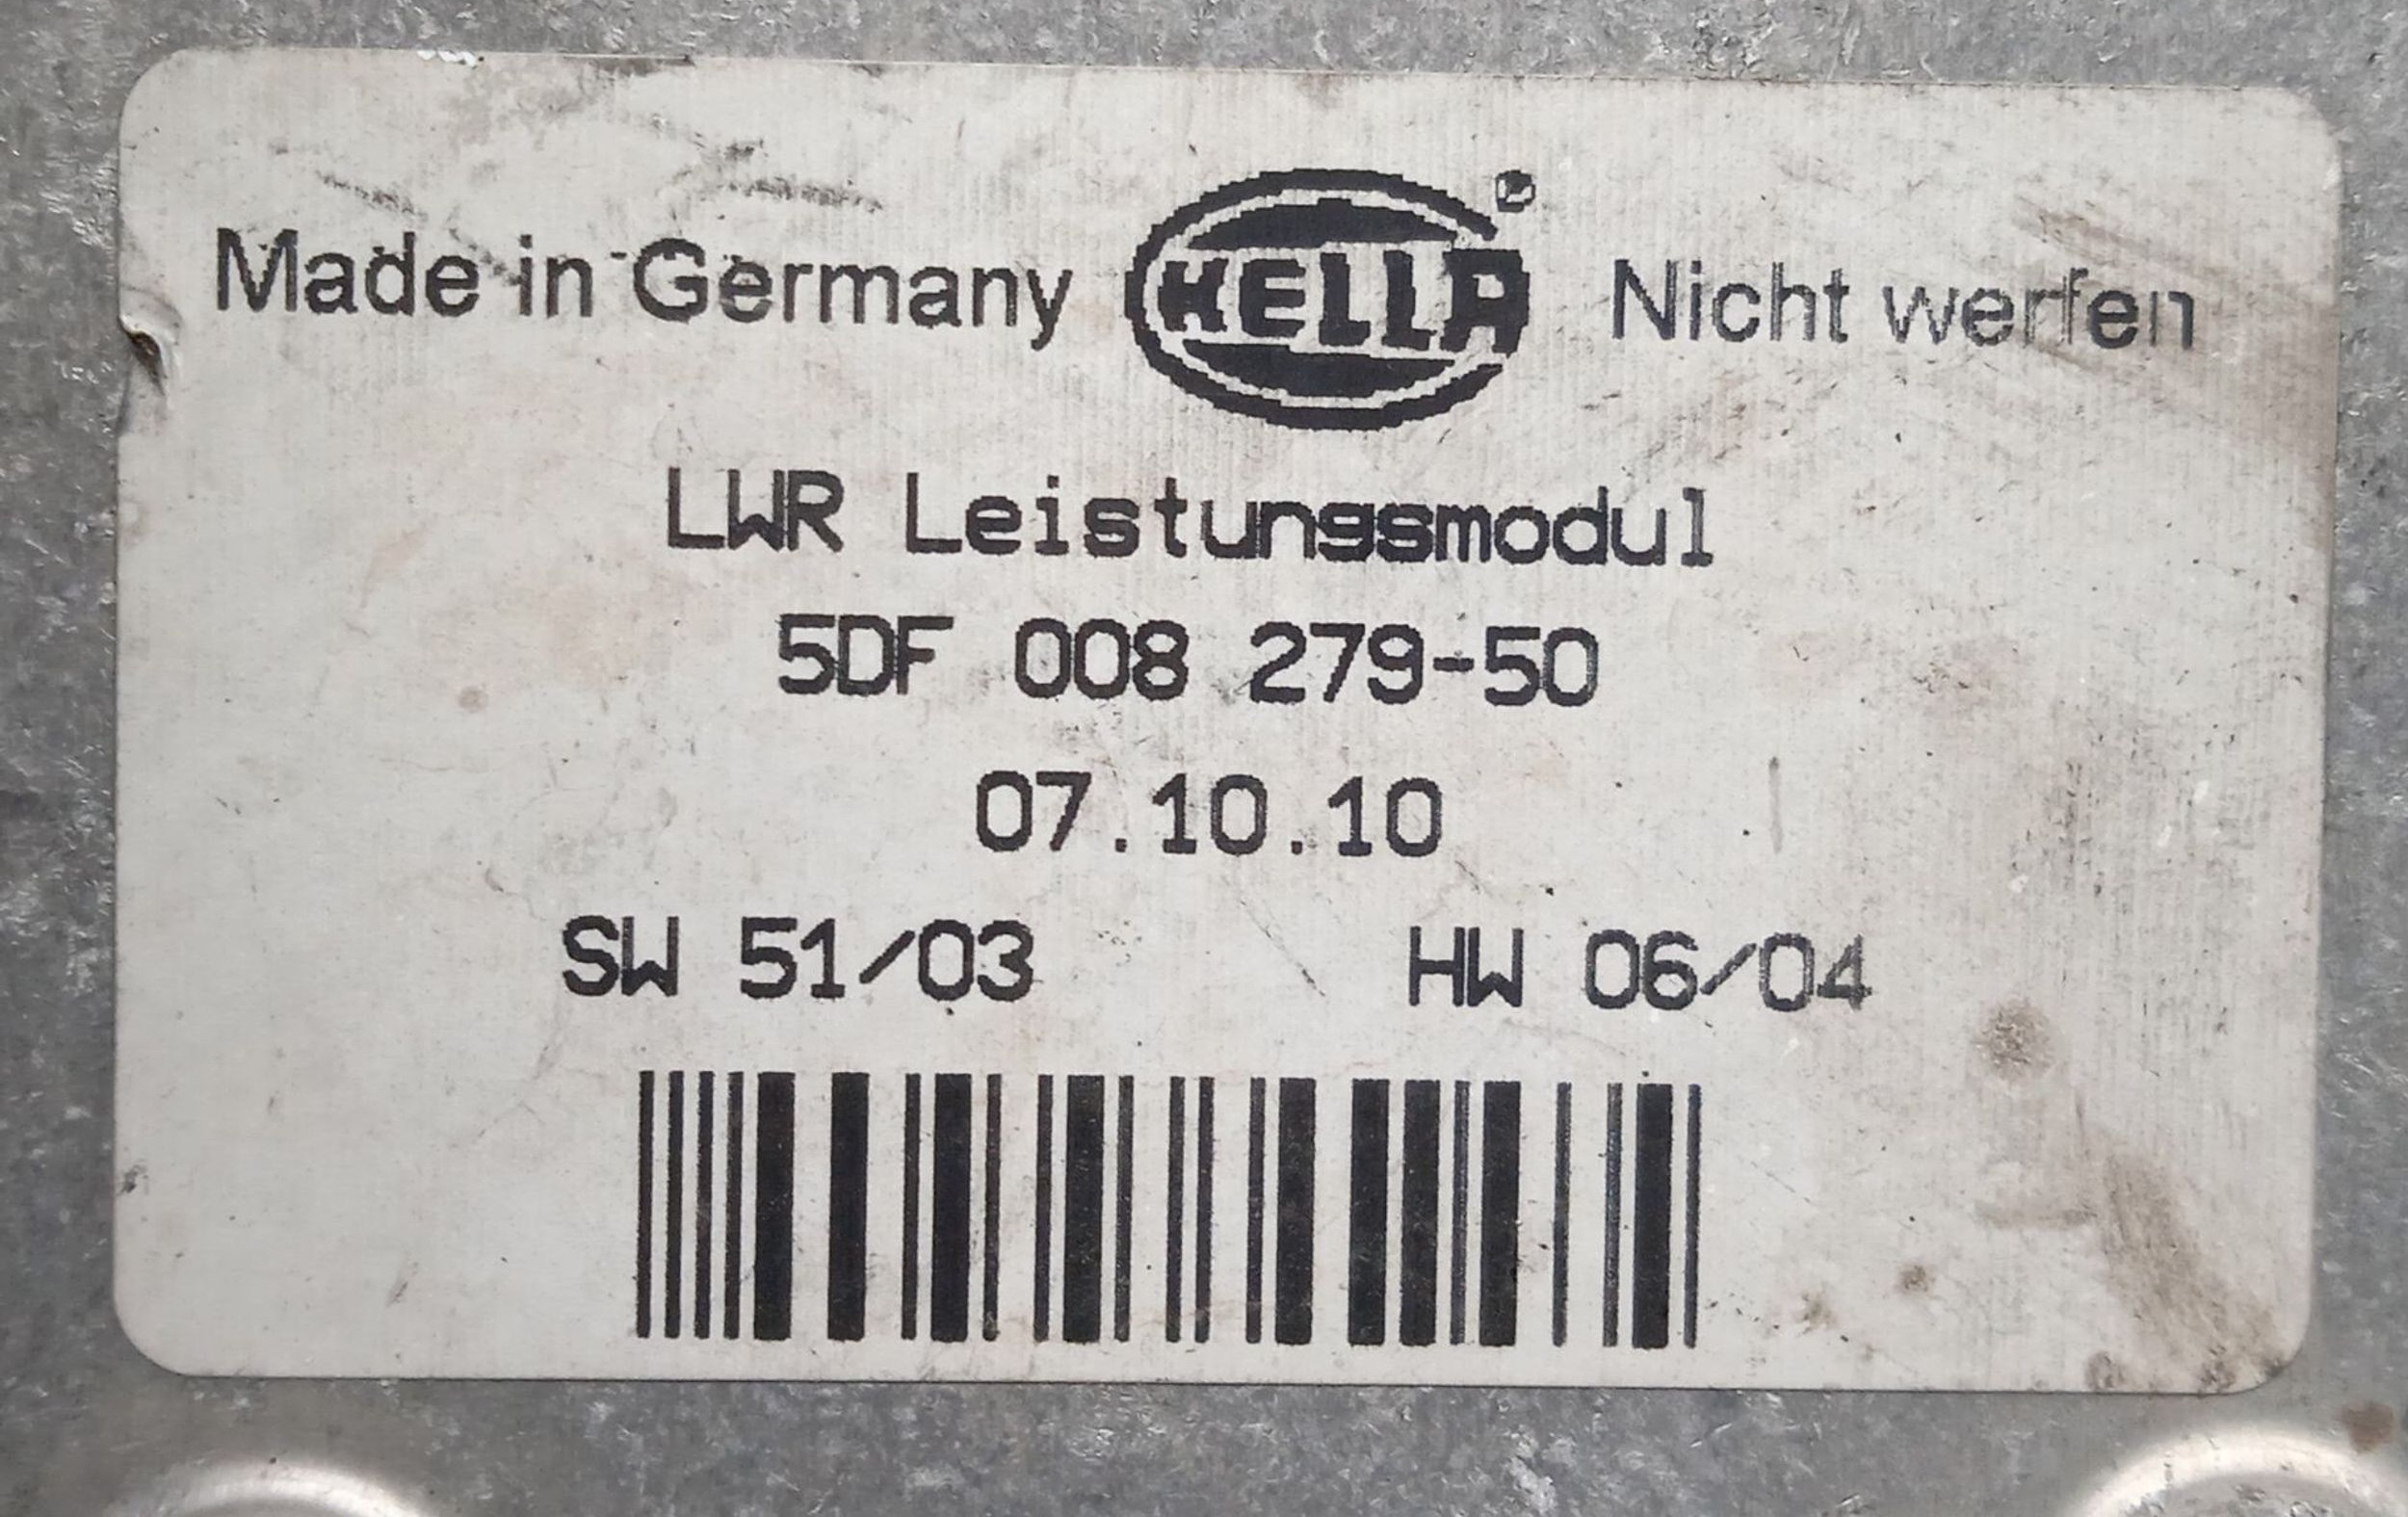 Made in Germany HELLA® Nicht werfen
LWR Leistungsmodul
5DF 008 279-50
07.10.10
SW 51/03 HW 06/04